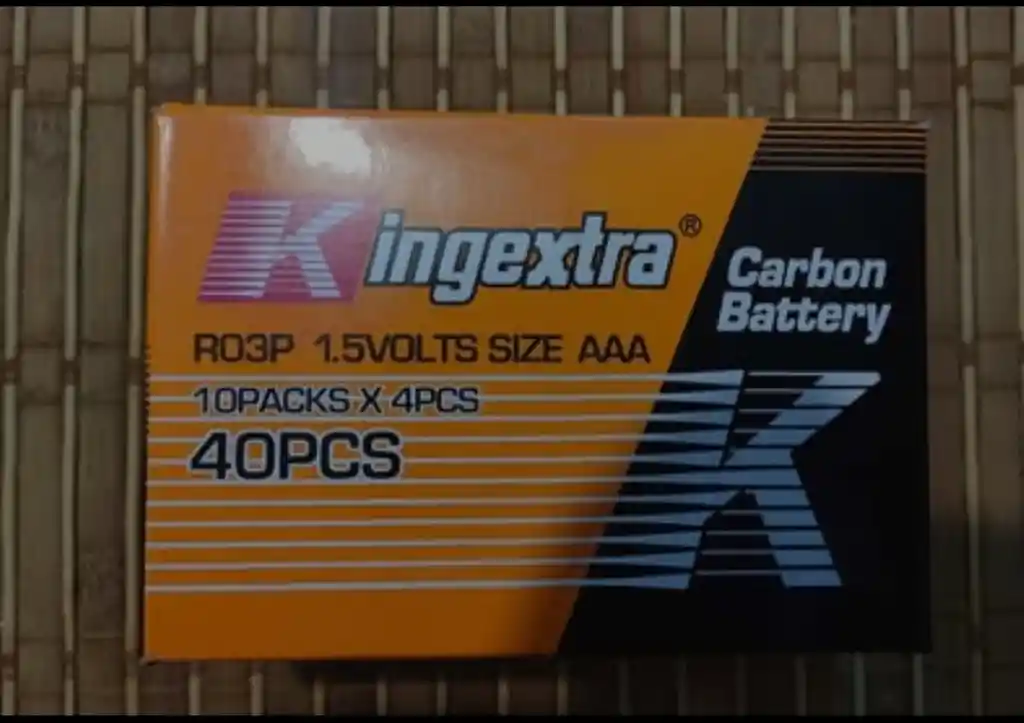 Kingextra®
R03P 1.5VOLTS SIZE AAA
10PACKS X 4PCS
40PCS
Carbon
Battery
K